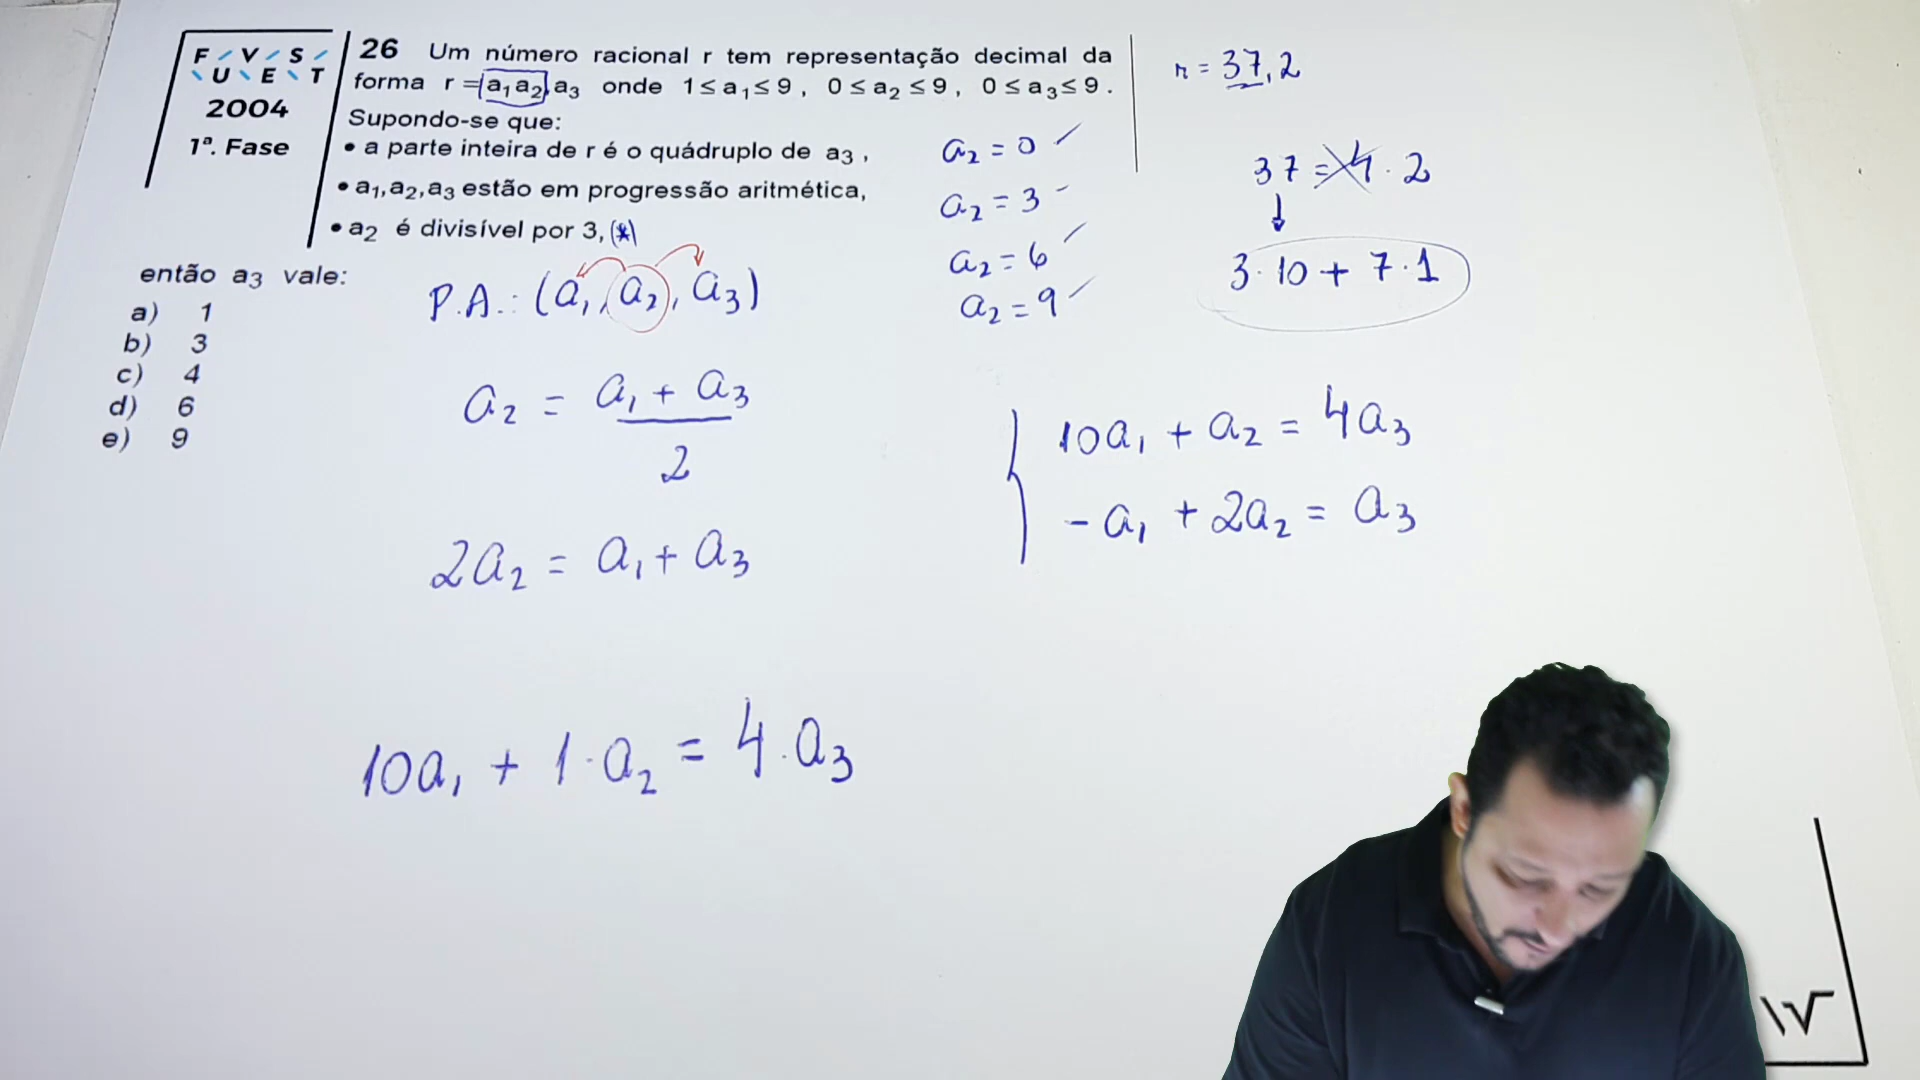 F V S
U E T
2004
1ª. Fase
26 Um número racional r tem representação decimal da
forma r = a₁a₂,a₃ onde 1 ≤ a₁ ≤ 9, 0 ≤ a₂ ≤ 9, 0 ≤ a₃ ≤ 9.
Supondo-se que:
• a parte inteira de r é o quádruplo de a₃,
• a₁,a₂,a₃ estão em progressão aritmética,
• a₂ é divisível por 3, (*)
então a₃ vale:
a) 1
b) 3
c) 4
d) 6
e) 9
P.A.: (a₁, a₂, a₃)
a₂ = (a₁ + a₃)/2
2a₂ = a₁ + a₃
10a₁ + 1·a₂ = 4·a₃
a₂ = 0
a₂ = 3
a₂ = 6
a₂ = 9
r = 37,2
37 = 4·2
3·10 + 7·1
10a₁ + a₂ = 4a₃
-a₁ + 2a₂ = a₃